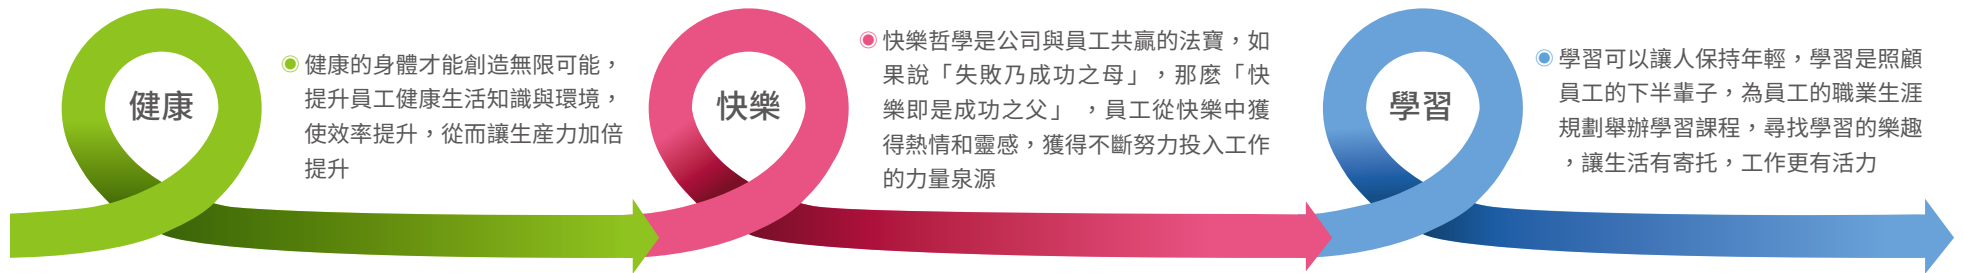 健康
健康的身體才能創造無限可能，
提升員工健康生活知識與環境，
使效率提升，從而讓生産力加倍
提升
快樂
快樂哲學是公司與員工共贏的法寶，如
果說「失敗乃成功之母」，那麼「快
樂即是成功之父」，員工從快樂中獲
得熱情和靈感，獲得不斷努力投入工作
的力量泉源
學習
學習可以讓人保持年輕，學習是照顧
員工的下半輩子，為員工的職業生涯
規劃舉辦學習課程，尋找學習的樂趣
，讓生活有寄托，工作更有活力